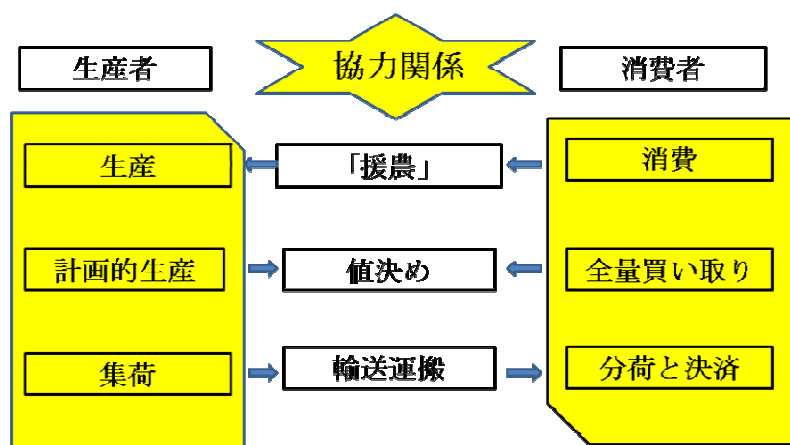 生産者
協力関係
消費者
生産
「援農」
消費
計画的生産
値決め
全量買い取り
集荷
輸送運搬
分荷と決済